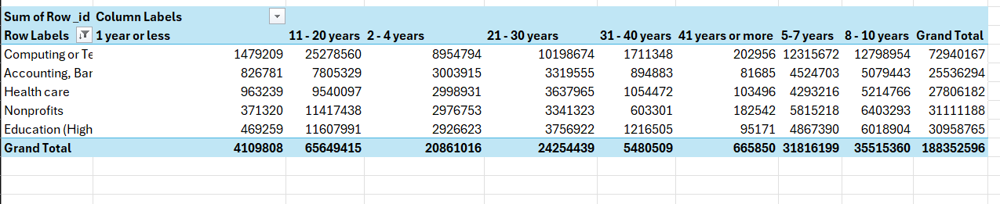 Sum of Row_id Column Labels
Row Labels 1 year or less 11 - 20 years 2 - 4 years 21 - 30 years 31 - 40 years 41 years or more 5-7 years 8 - 10 years Grand Total
Computing or Te 1479209 25278560 8954794 10198674 1711348 202956 12315672 12798954 72940167
Accounting, Bar 826781 7805329 3003915 3319555 894883 81685 4524703 5079443 25536294
Health care 963239 9540097 2998931 3637965 1054472 103496 4293216 5214766 27806182
Nonprofits 371320 11417438 2976753 3341323 603301 182542 5815218 6403293 31111188
Education (High 469259 11607991 2926623 3756922 1216505 95171 4867390 6018904 30958765
Grand Total 4109808 65649415 20861016 24254439 5480509 665850 31816199 35515360 188352596